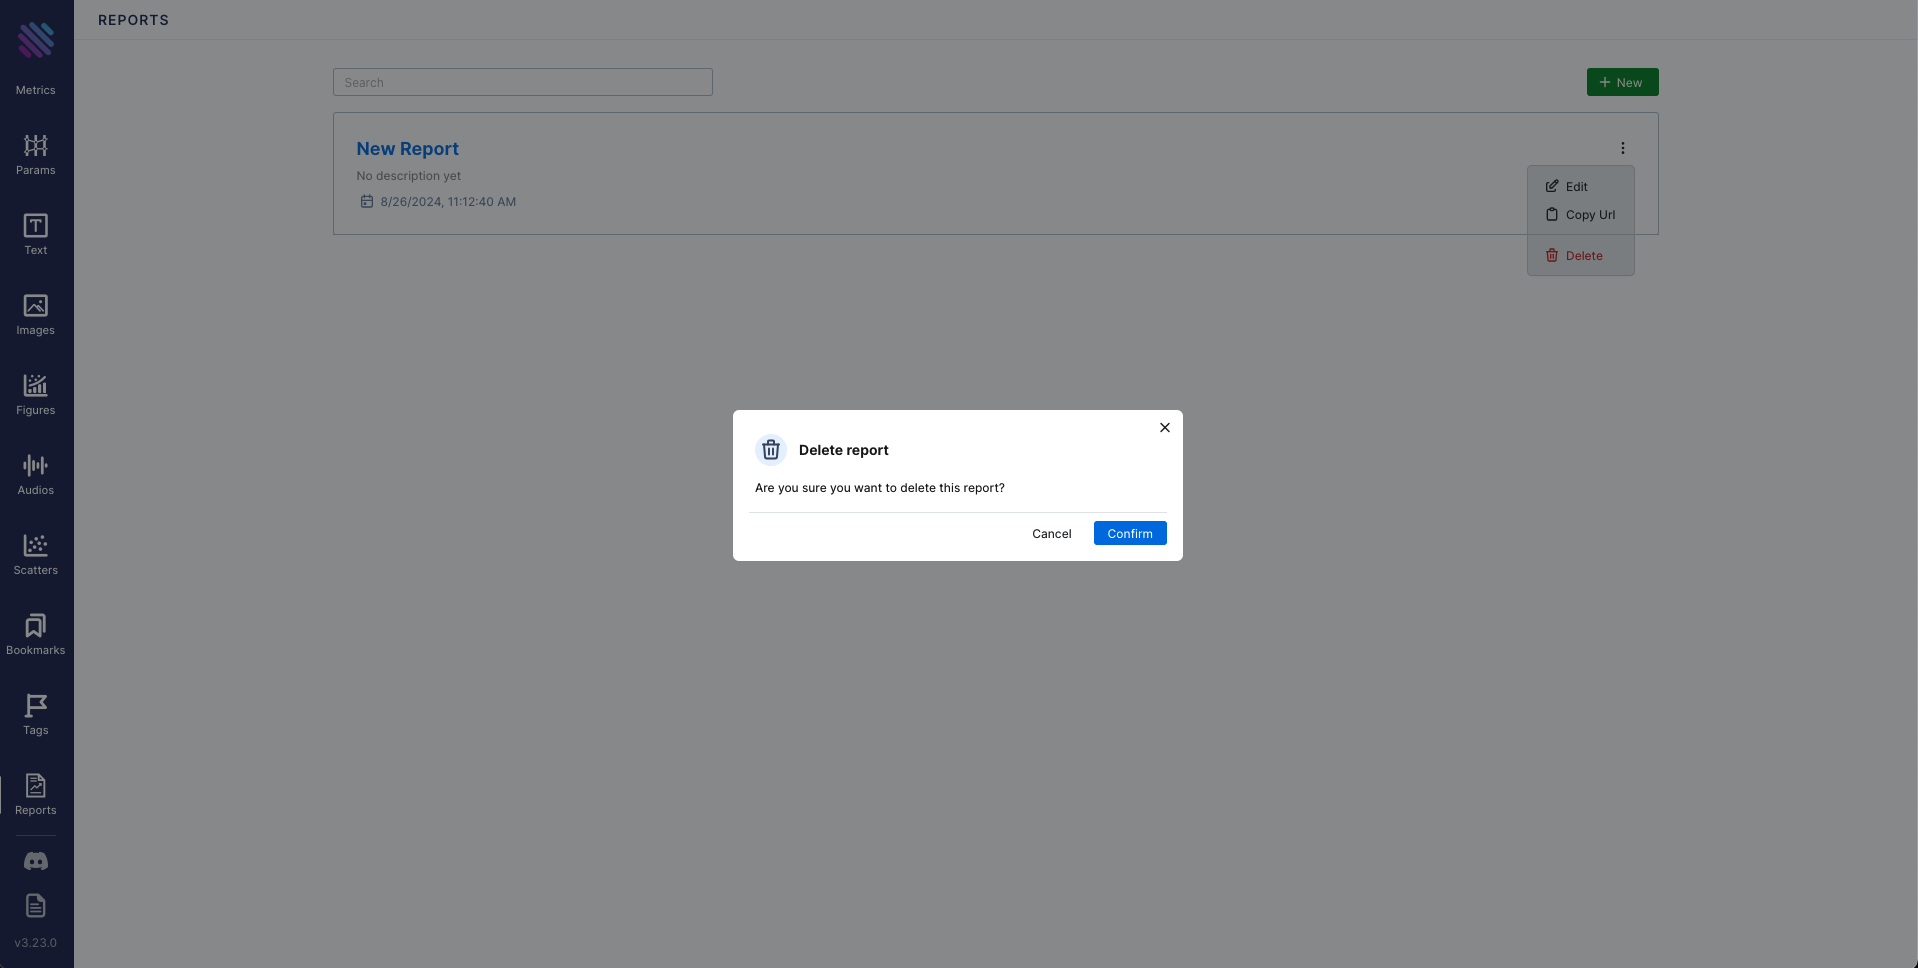 REPORTS
Metrics
Params
Text
Images
Figures
Audios
Scatters
Bookmarks
Tags
Reports
v3.23.0
Search
New
New Report
No description yet
8/26/2024, 11:12:40 AM
Edit
Copy Url
Delete
Delete report
Are you sure you want to delete this report?
Cancel
Confirm